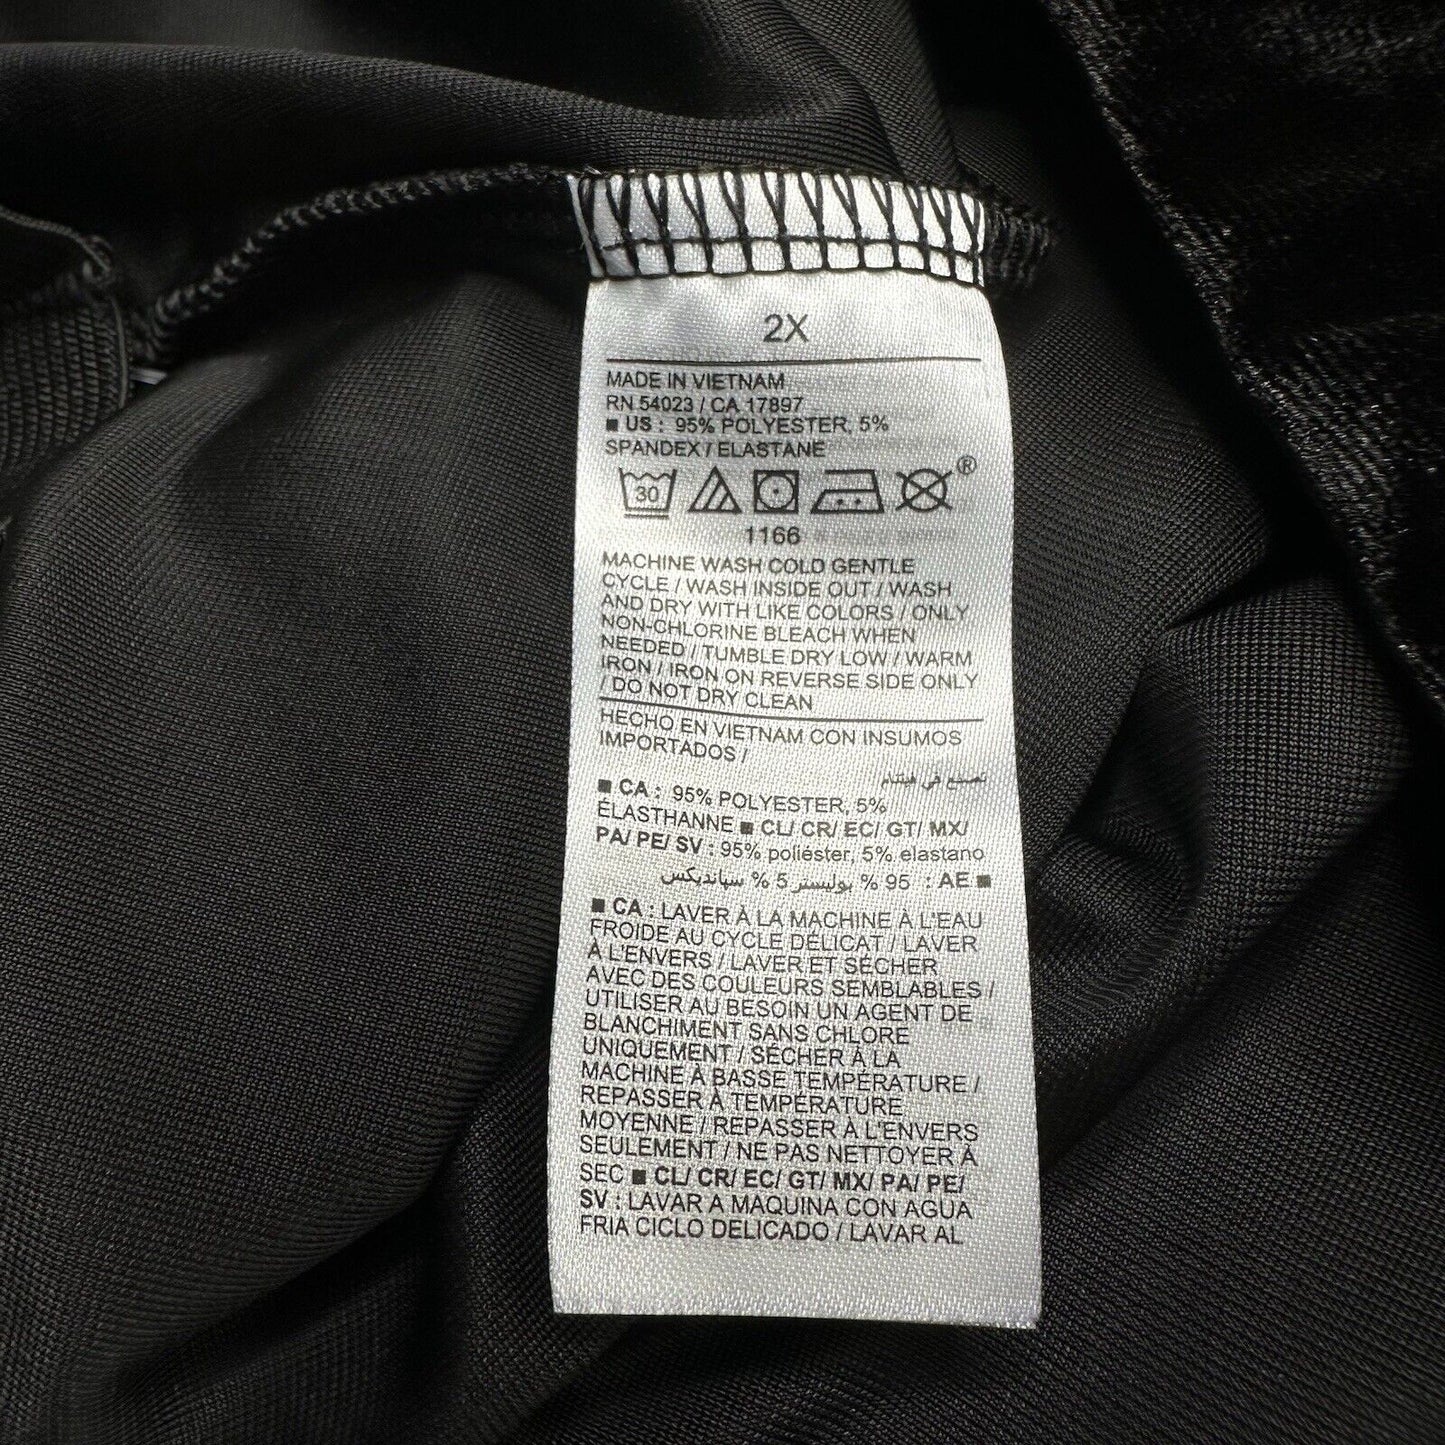 2X
MADE IN VIETNAM
RN 54023 / CA 17897
■ US : 95% POLYESTER, 5%
SPANDEX / ELASTANE
30 ®
1166
MACHINE WASH COLD GENTLE
CYCLE / WASH INSIDE OUT / WASH
AND DRY WITH LIKE COLORS / ONLY
NON-CHLORINE BLEACH WHEN
NEEDED / TUMBLE DRY LOW / WARM
IRON / IRON ON REVERSE SIDE ONLY
/ DO NOT DRY CLEAN
HECHO EN VIETNAM CON INSUMOS
IMPORTADOS /
تصنيع في فيتنام
■ CA : 95% POLYESTER, 5%
ÉLASTHANNE ■ CL/ CR/ EC/ GT/ MX/
PA/ PE/ SV : 95% poliéster, 5% elastano
■ AE : 95 % بوليستر 5 % سبانديكس
■ CA : LAVER À LA MACHINE À L'EAU
FROIDE AU CYCLE DÉLICAT / LAVER
À L'ENVERS / LAVER ET SÉCHER
AVEC DES COULEURS SEMBLABLES /
UTILISER AU BESOIN UN AGENT DE
BLANCHIMENT SANS CHLORE
UNIQUEMENT / SÉCHER À LA
MACHINE À BASSE TEMPÉRATURE /
REPASSER À TEMPÉRATURE
MOYENNE / REPASSER À L'ENVERS
SEULEMENT / NE PAS NETTOYER À
SEC ■ CL/ CR/ EC/ GT/ MX/ PA/ PE/
SV : LAVAR A MAQUINA CON AGUA
FRIA CICLO DELICADO / LAVAR AL